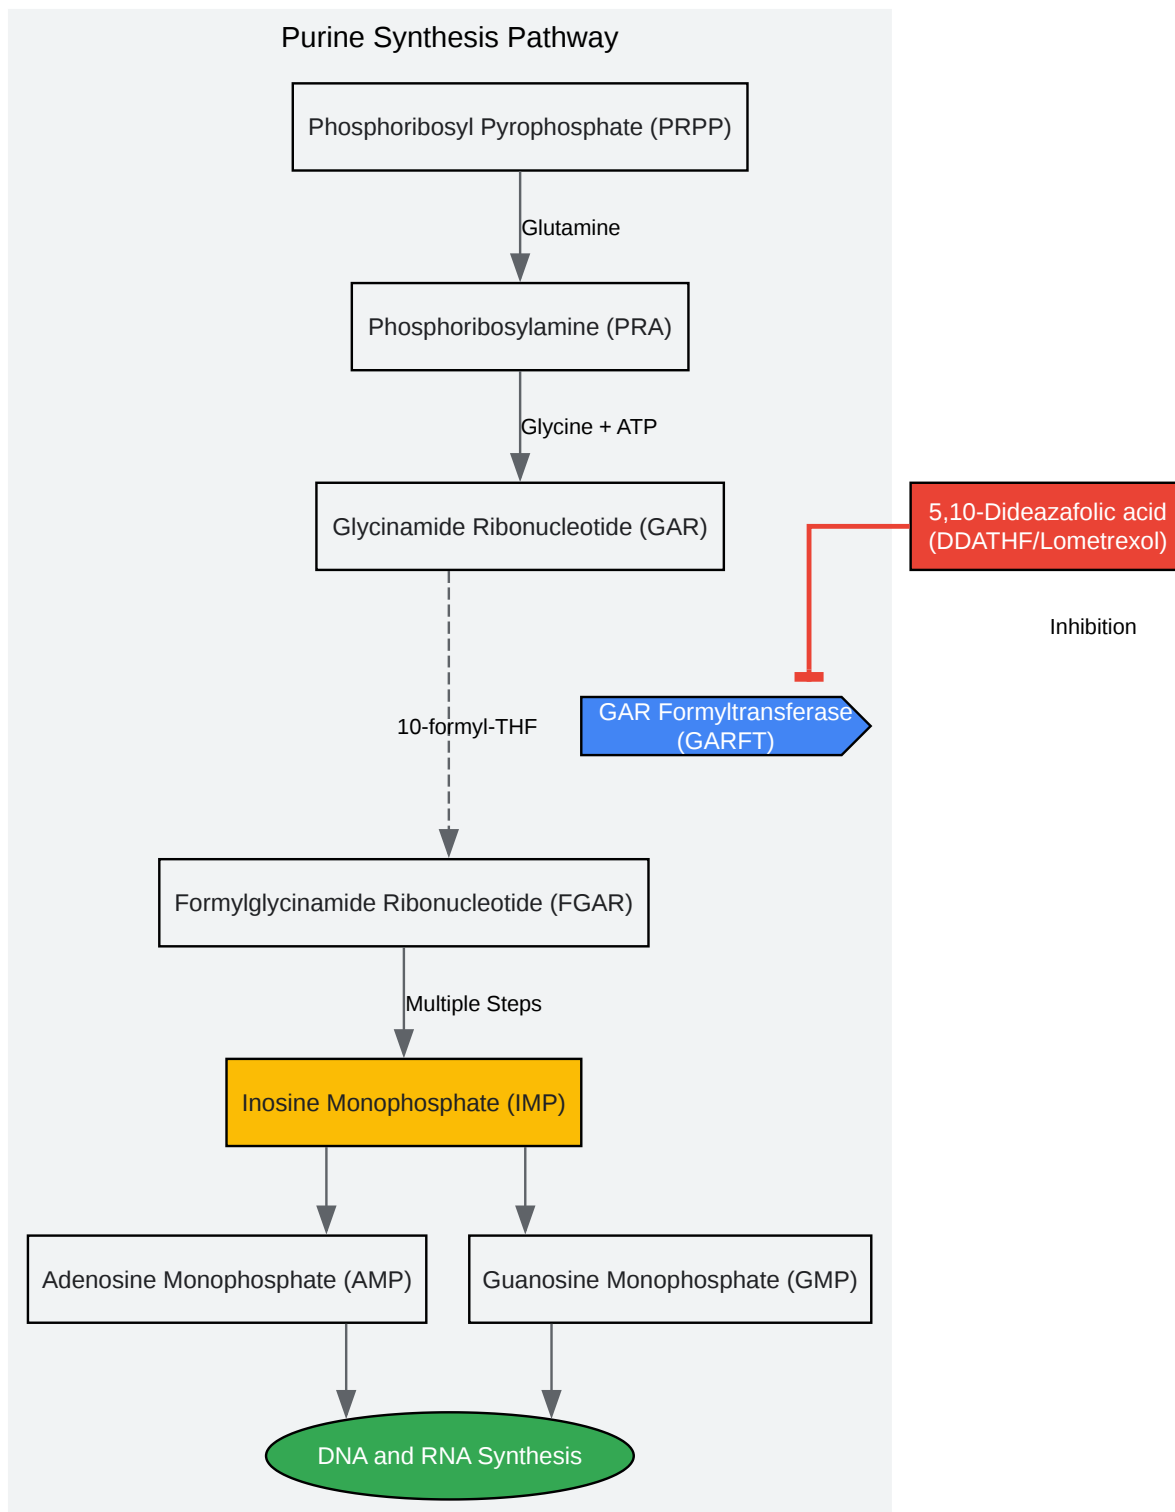 Purine Synthesis Pathway
Phosphoribosyl Pyrophosphate (PRPP)
Glutamine
Phosphoribosylamine (PRA)
Glycine + ATP
Glycinamide Ribonucleotide (GAR)
5,10-Dideazafolic acid
(DDATHF/Lometrexol)
Inhibition
10-formyl-THF
GAR Formyltransferase
(GARFT)
Formylglycinamide Ribonucleotide (FGAR)
Multiple Steps
Inosine Monophosphate (IMP)
Adenosine Monophosphate (AMP)
Guanosine Monophosphate (GMP)
DNA and RNA Synthesis